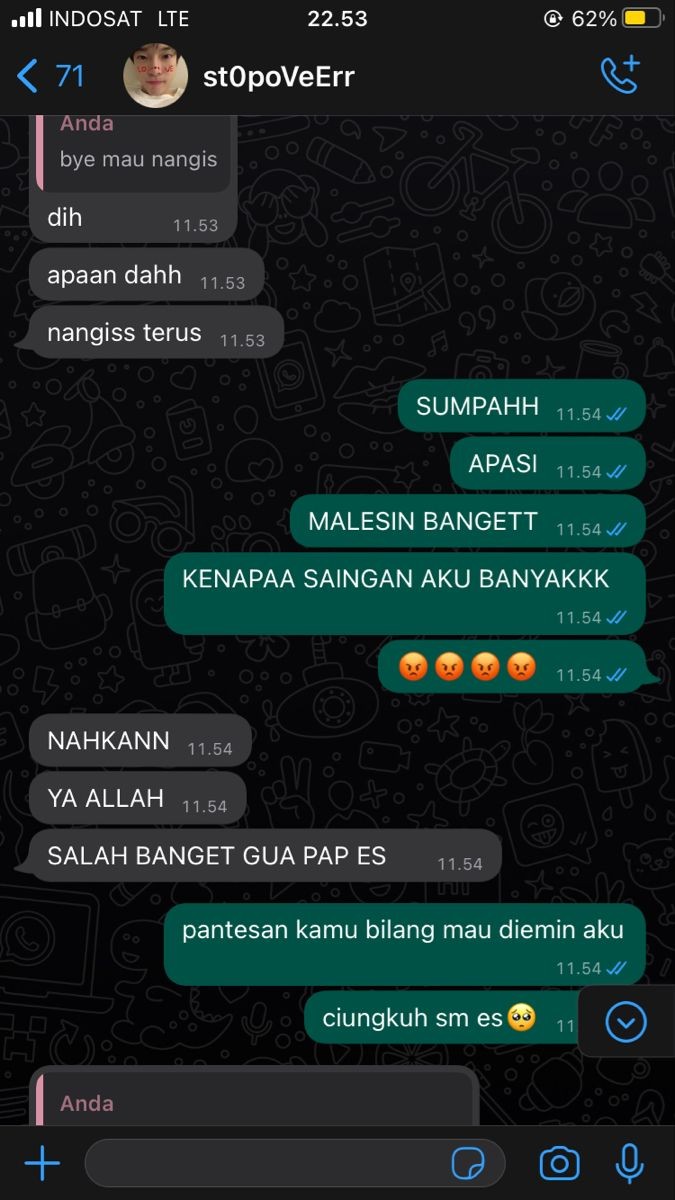 INDOSAT LTE 22.53 62%
71 st0poVeErr
Anda
bye mau nangis
dih 11.53
apaan dahh 11.53
nangiss terus 11.53
SUMPAHH 11.54
APASI 11.54
MALESIN BANGETT 11.54
KENAPAA SAINGAN AKU BANYAKKK
11.54
😡😡😡😡 11.54
NAHKANN 11.54
YA ALLAH 11.54
SALAH BANGET GUA PAP ES 11.54
pantesan kamu bilang mau diemin aku
11.54
ciungkuh sm es🥺 11
Anda